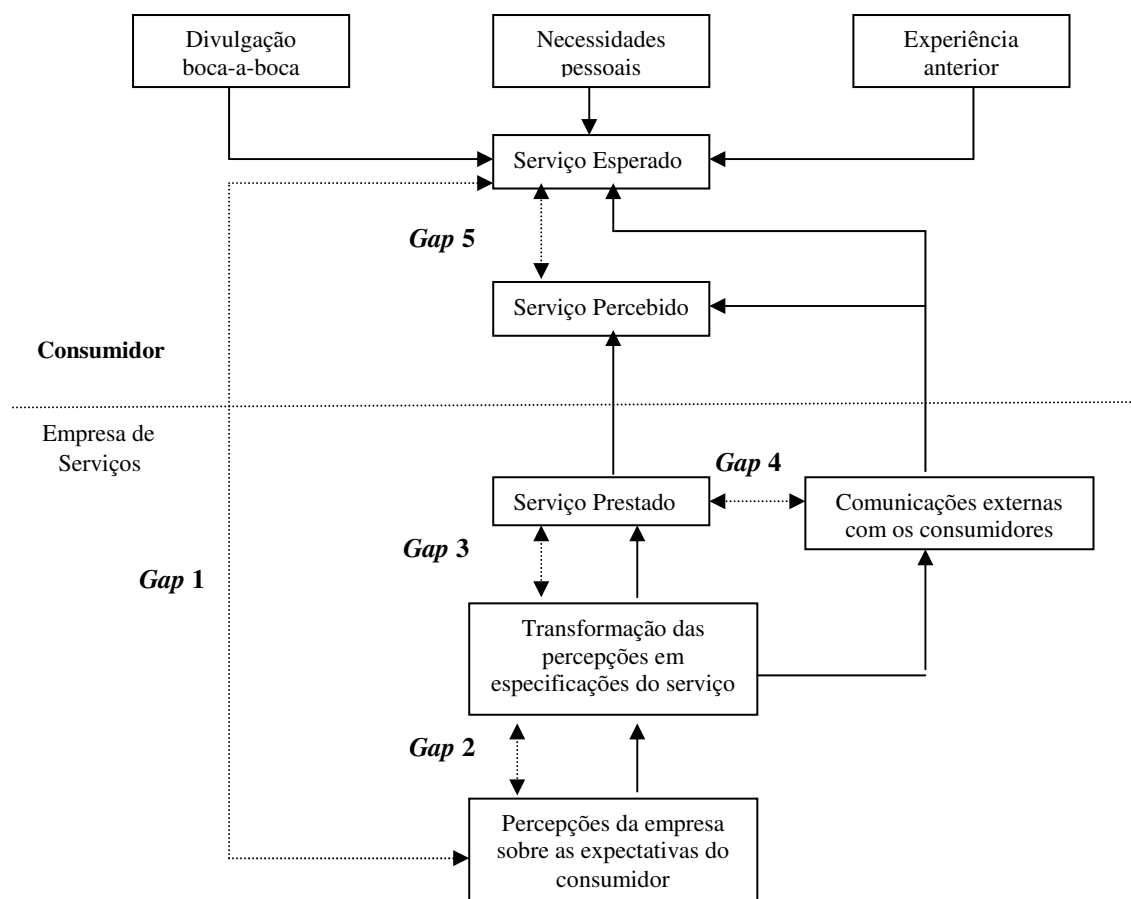 Divulgação
boca-a-boca
Necessidades
pessoais
Experiência
anterior
Serviço Esperado
Gap 5
Serviço Percebido
Consumidor
Empresa de
Serviços
Gap 4
Serviço Prestado
Comunicações externas
com os consumidores
Gap 3
Gap 1
Transformação das
percepções em
especificações do serviço
Gap 2
Percepções da empresa
sobre as expectativas do
consumidor